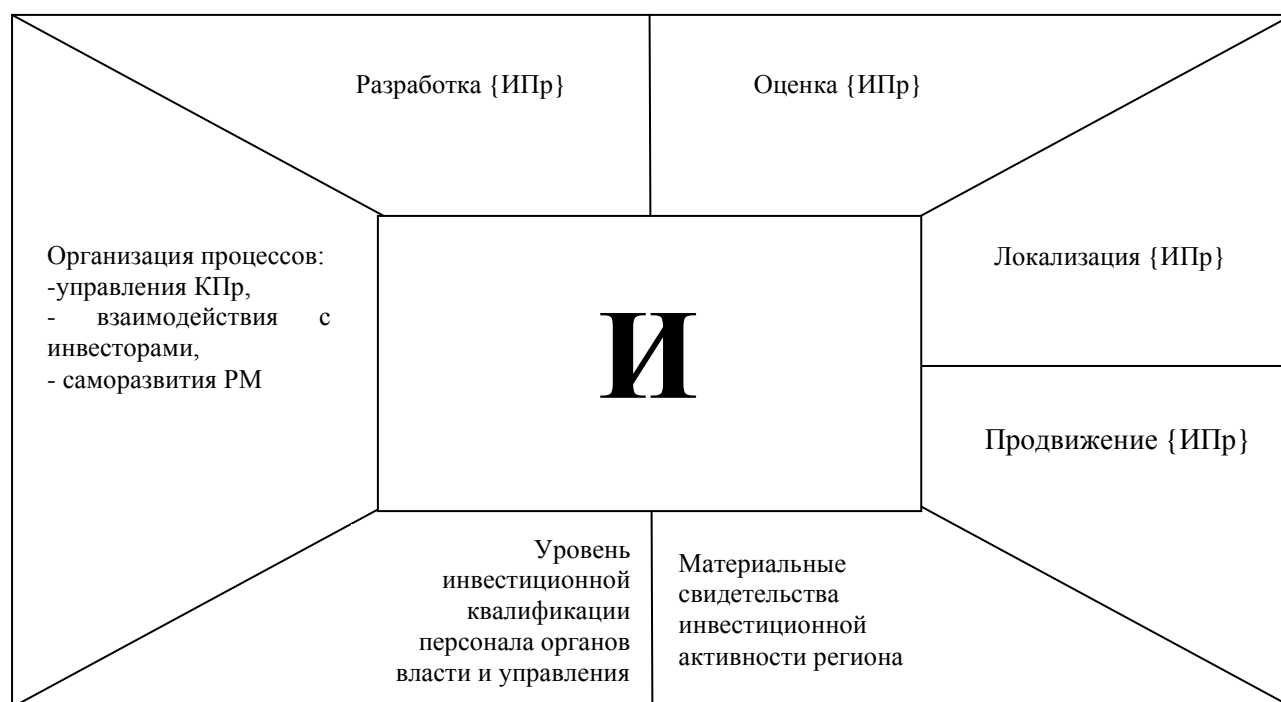 Разработка {ИПр}
Оценка {ИПр}
Организация процессов:
-управления КПр,
- взаимодействия с
инвесторами,
- саморазвития РМ
И
Локализация {ИПр}
Продвижение {ИПр}
Уровень
инвестиционной
квалификации
персонала органов
власти и управления
Материальные
свидетельства
инвестиционной
активности региона